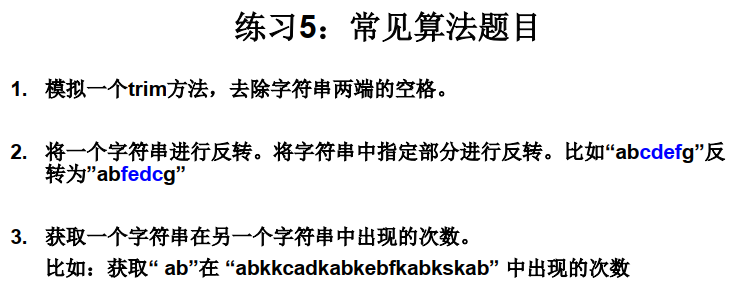 练习5：常见算法题目
1. 模拟一个trim方法，去除字符串两端的空格。
2. 将一个字符串进行反转。将字符串中指定部分进行反转。比如“abcdefg”反
转为”abfedcg”
3. 获取一个字符串在另一个字符串中出现的次数。
比如：获取“ ab”在 “abkkcadkabkebfkabkskab” 中出现的次数